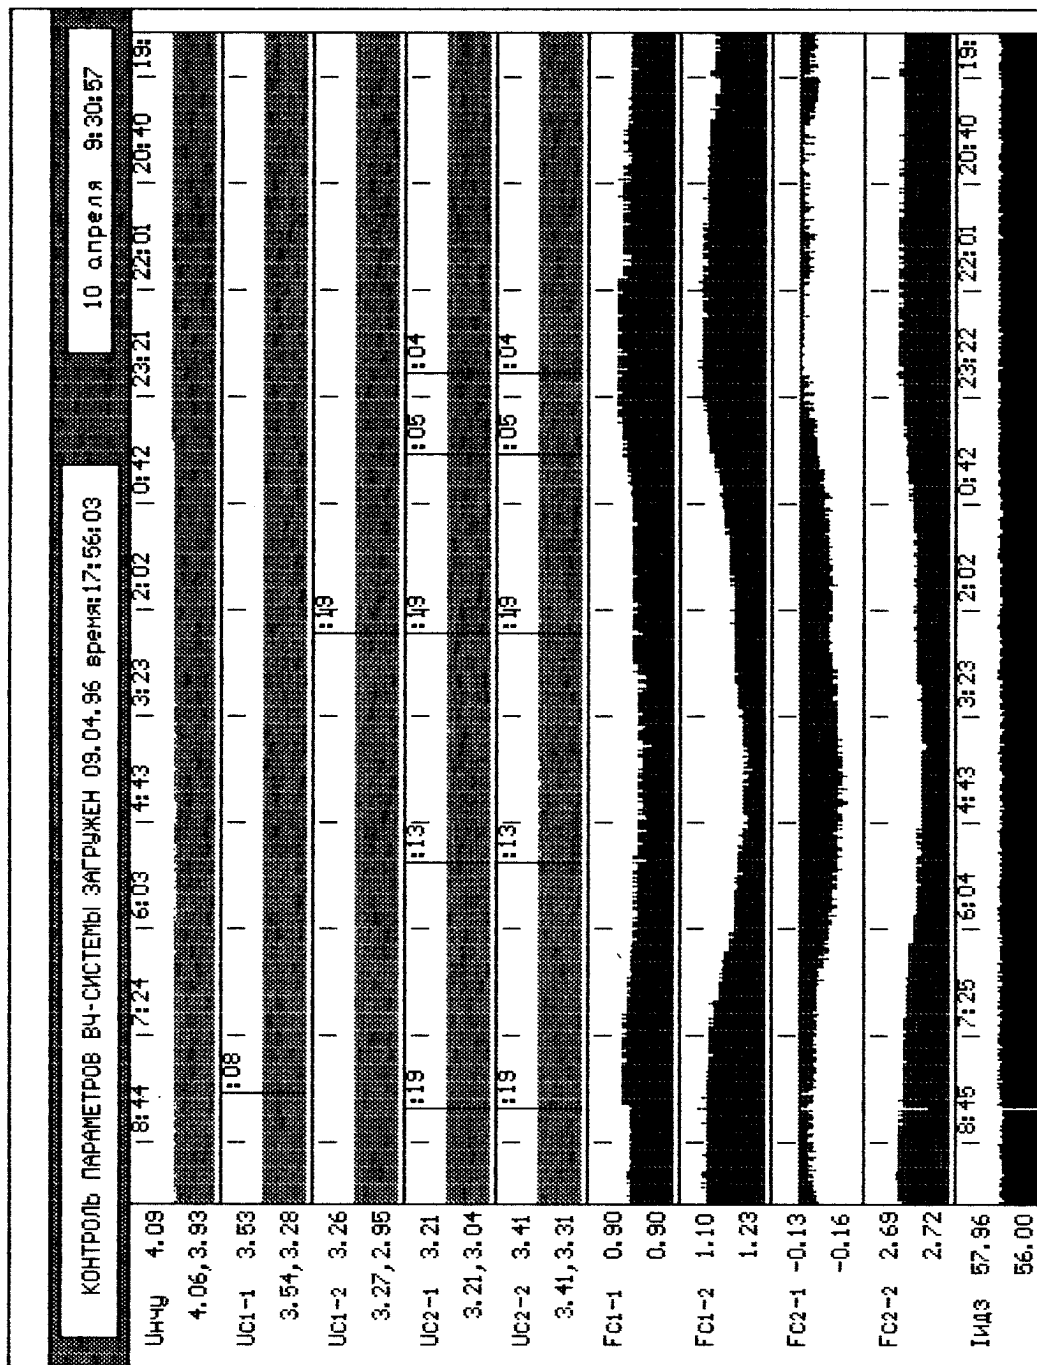 КОНТРОЛЬ ПАРАМЕТРОВ ВЧ-СИСТЕМЫ ЗАГРУЖЕН 09.04.96 время:17:56:03
10 апреля 9:30:57
|8:44 |7:24 |6:03 |4:43 |3:23 |2:02 |0:42 |23:21 |22:01 |20:40 |19:
Uнчу 4.09
4.06,3.93
:08
UC1-1 3.53
3.54,3.28
:19
UC1-2 3.26
3.27,2.95
:19 :13 :19 :05 :04
UC2-1 3.21
3.21,3.04
:19 :13 :19 :05 :04
UC2-2 3.41
3.41,3.31
FC1-1 0.90
0.90
FC1-2 1.10
1.23
FC2-1 -0.13
-0.16
FC2-2 2.69
2.72
|8:45 |7:25 |6:04 |4:43 |3:23 |2:02 |0:42 |23:22 |22:01 |20:40 |19:
Iидз 57.96
56.00